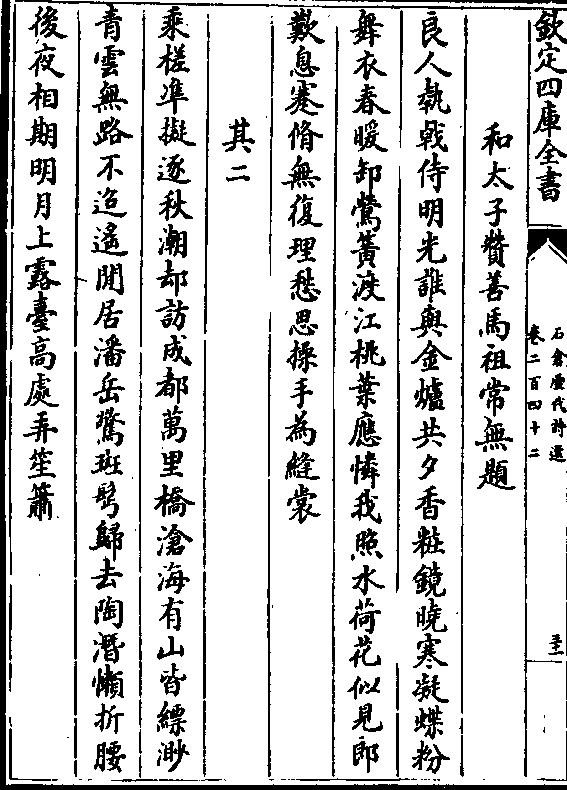 欽定四庫全書
石倉歷代詩選
卷二百四十二
和太子贊善馬祖常無題
良人執㦸侍明光誰與金爐共夕香粧鏡曉寒凝蝶粉
舞衣春暖卸鶯簧渡江桃葉應憐我照水荷花似見郎
歎息蹇脩無復理愁思摻手為縫裳
其二
乘槎準擬逐秋潮却訪成都萬里橋滄海有山皆縹渺
青雲無路不迢遙閒居潘岳驚斑鬢歸去陶潛懶折腰
後夜相期明月上露臺高處弄笙簫